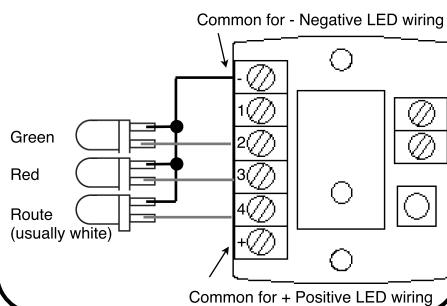 Common for - Negative LED wiring
-
1
Green
2
Red
3
Route
(usually white)
4
+
Common for + Positive LED wiring